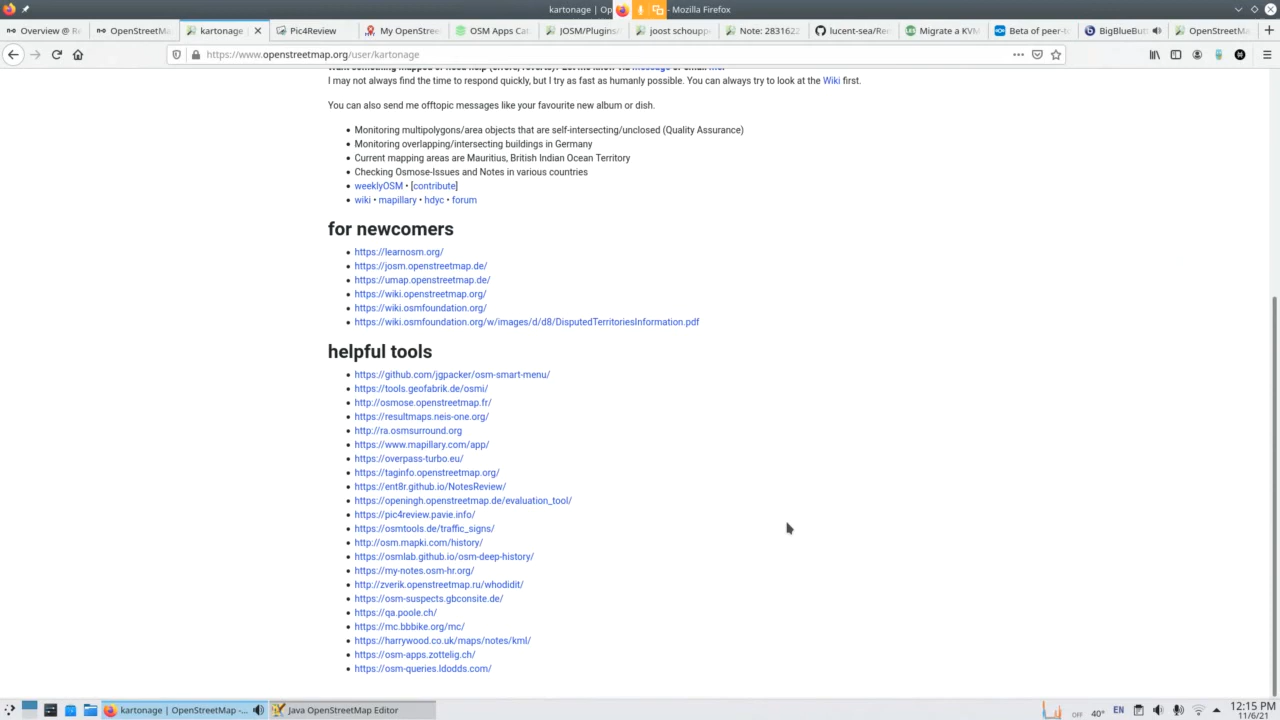 kartonage | Op - Mozilla Firefox
Overview @ Re
OpenStreetMa
kartonage |
Pic4Review
My OpenStre
OSM Apps Cat
JOSM/Plugins/
joost schoupp
Note: 283162
lucent-sea/Rem
Migrate a KVM
Beta of peer-to
BigBlueBut
OpenStreetMa
https://www.openstreetmap.org/user/kartonage
I may not always find the time to respond quickly, but I try as fast as humanly possible. You can always try to look at the Wiki first.
You can also send me offtopic messages like your favourite new album or dish.
Monitoring multipolygons/area objects that are self-intersecting/unclosed (Quality Assurance)
Monitoring overlapping/intersecting buildings in Germany
Current mapping areas are Mauritius, British Indian Ocean Territory
Checking Osmose-Issues and Notes in various countries
weeklyOSM • [contribute]
wiki • mapillary • hdyc • forum
for newcomers
https://learnosm.org/
https://josm.openstreetmap.de/
https://umap.openstreetmap.de/
https://wiki.openstreetmap.org/
https://wiki.osmfoundation.org/
https://wiki.osmfoundation.org/w/images/d/d8/DisputedTerritoriesInformation.pdf
helpful tools
https://github.com/jgpacker/osm-smart-menu/
https://tools.geofabrik.de/osmi/
http://osmose.openstreetmap.fr/
https://resultmaps.neis-one.org/
http://ra.osmsurround.org
https://www.mapillary.com/app/
https://overpass-turbo.eu/
https://taginfo.openstreetmap.org/
https://ent8r.github.io/NotesReview/
https://openingh.openstreetmap.de/evaluation_tool/
https://pic4review.pavie.info/
https://osmtools.de/traffic_signs/
http://osm.mapki.com/history/
https://osmlab.github.io/osm-deep-history/
https://my-notes.osm-hr.org/
http://zverik.openstreetmap.ru/whodidit/
https://osm-suspects.gbconsite.de/
https://qa.poole.ch/
https://mc.bbbike.org/mc/
https://harrywood.co.uk/maps/notes/kml/
https://osm-apps.zottelig.ch/
https://osm-queries.ldodds.com/
kartonage | OpenStreetMap -...
Java OpenStreetMap Editor
OFF
40°
EN
12:15 PM
11/6/21